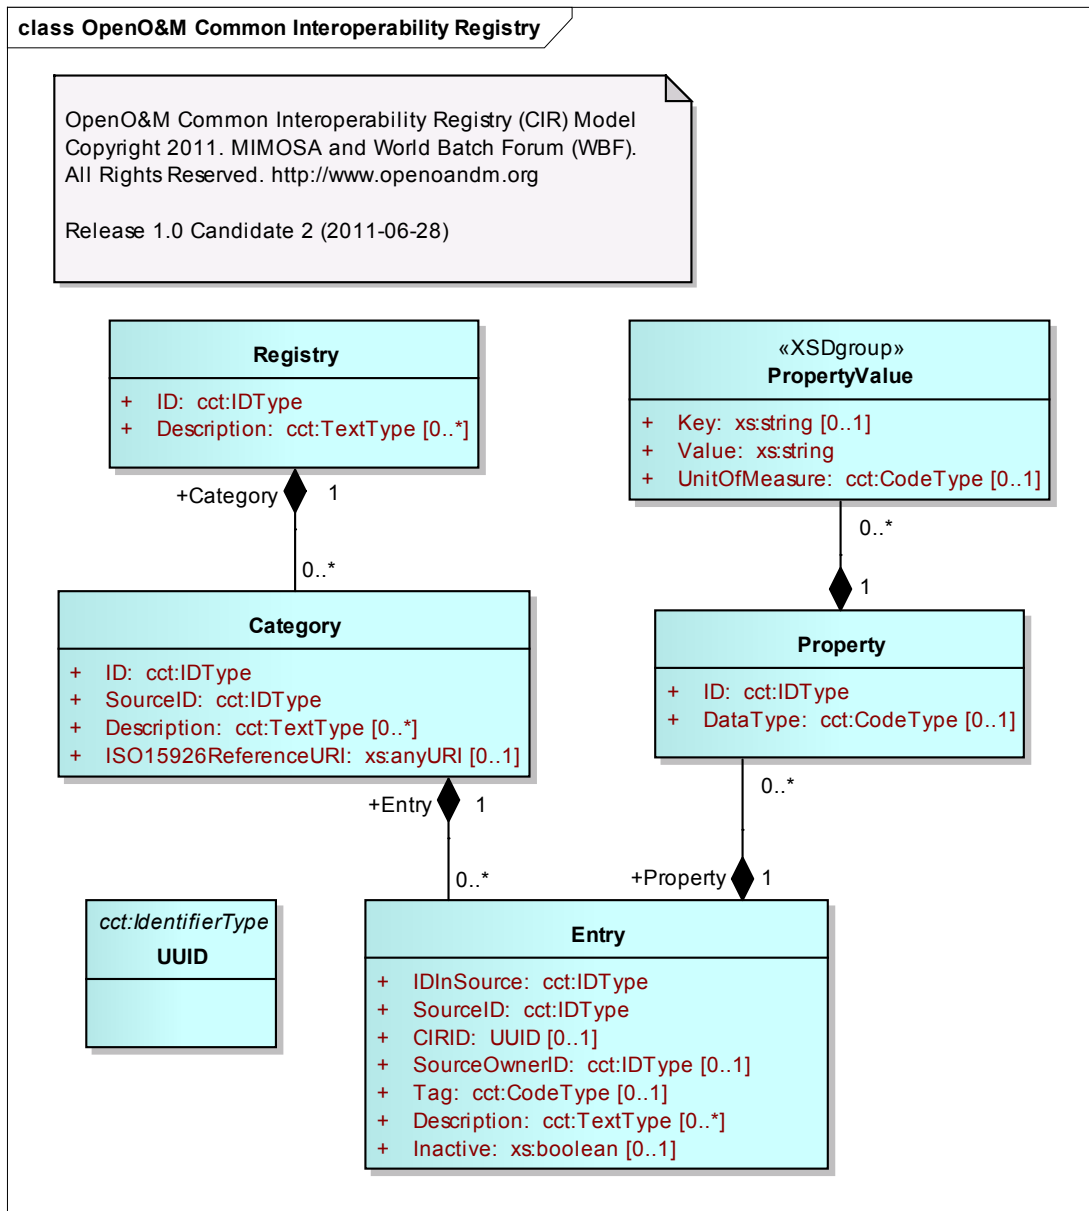 class OpenO&M Common Interoperability Registry
OpenO&M Common Interoperability Registry (CIR) Model
Copyright 2011. MIMOSA and World Batch Forum (WBF).
All Rights Reserved. http://www.openoandm.org
Release 1.0 Candidate 2 (2011-06-28)
Registry
+ ID: cct:IDType
+ Description: cct:TextType [0..*]
«XSDgroup»
PropertyValue
+ Key: xs:string [0..1]
+ Value: xs:string
+ UnitOfMeasure: cct:CodeType [0..1]
+Category 1
0..*
0..*
1
Category
+ ID: cct:IDType
+ SourceID: cct:IDType
+ Description: cct:TextType [0..*]
+ ISO15926ReferenceURI: xs:anyURI [0..1]
Property
+ ID: cct:IDType
+ DataType: cct:CodeType [0..1]
+Entry 1
0..*
0..*
+Property 1
cct:IdentifierType
UUID
Entry
+ IDInSource: cct:IDType
+ SourceID: cct:IDType
+ CIRID: UUID [0..1]
+ SourceOwnerID: cct:IDType [0..1]
+ Tag: cct:CodeType [0..1]
+ Description: cct:TextType [0..*]
+ Inactive: xs:boolean [0..1]